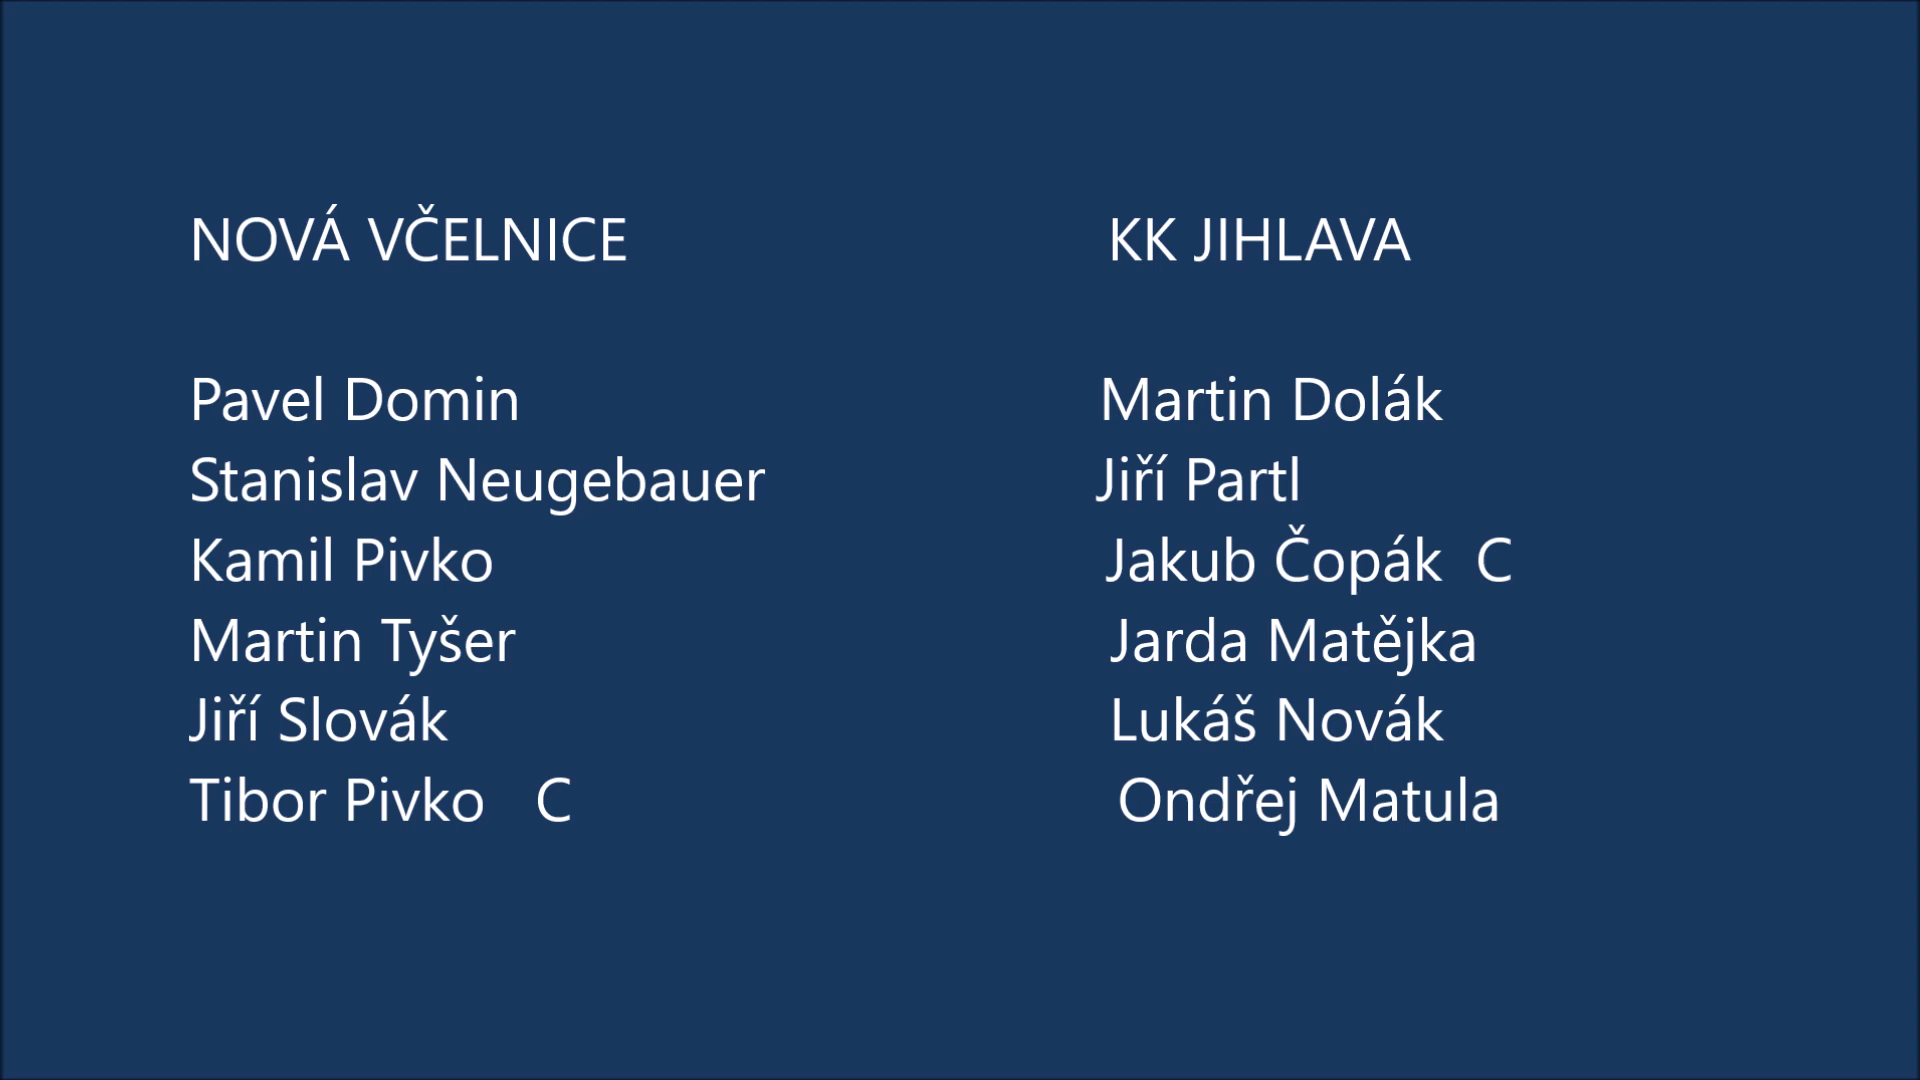 NOVÁ VČELNICE KK JIHLAVA
Pavel Domin Martin Dolák
Stanislav Neugebauer Jiří Partl
Kamil Pivko Jakub Čopák C
Martin Tyšer Jarda Matějka
Jiří Slovák Lukáš Novák
Tibor Pivko C Ondřej Matula